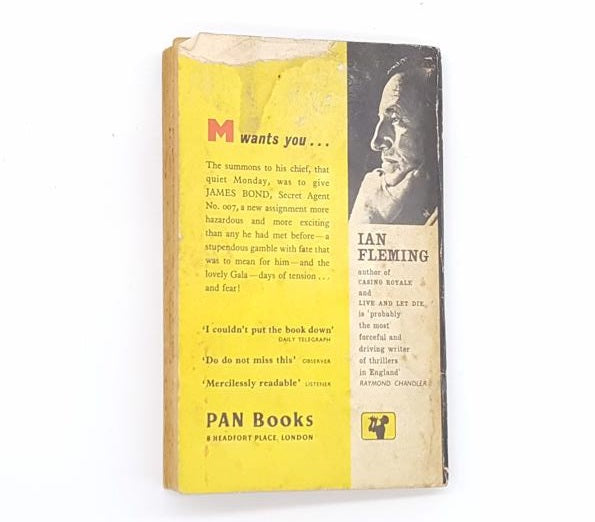 M wants you...
The summons to his chief, that
quiet Monday, was to give
JAMES BOND, Secret Agent
No. 007, a new assignment more
hazardous and more exciting
than any he had met before—a
stupendous gamble with fate that
was to mean for him—and the
lovely Gala—days of tension...
and fear!
'I couldn't put the book down'
DAILY TELEGRAPH
'Do do not miss this' OBSERVER
'Mercilessly readable' LISTENER
PAN Books
8 HEADFORT PLACE, LONDON
IAN
FLEMING
author of
CASINO ROYALE
and
LIVE AND LET DIE,
is 'probably
the most
forceful and
driving writer
of thrillers
in England'
RAYMOND CHANDLER